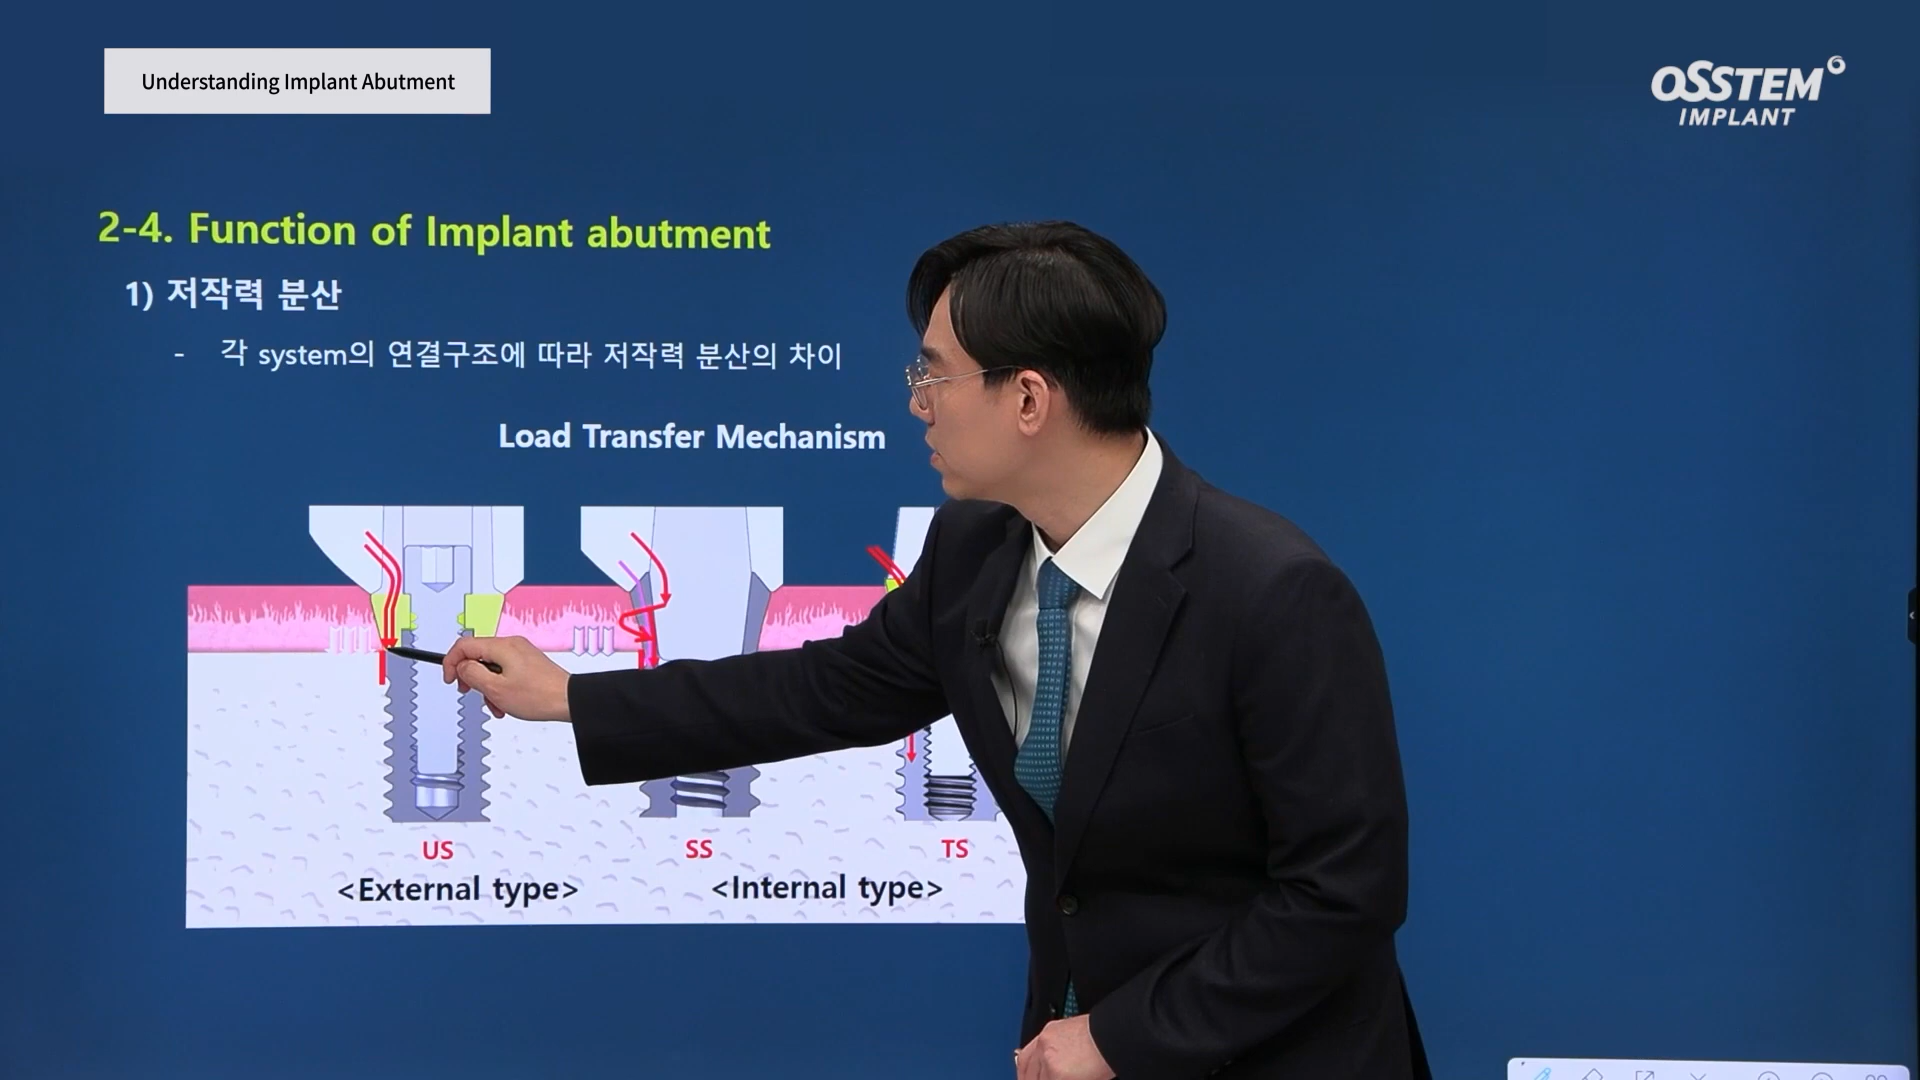 Understanding Implant Abutment
OSSTEM
IMPLANT
2-4. Function of Implant abutment
1) 저작력 분산
- 각 system의 연결구조에 따라 저작력 분산의 차이
Load Transfer Mechanism
US
SS
TS
<External type>
<Internal type>